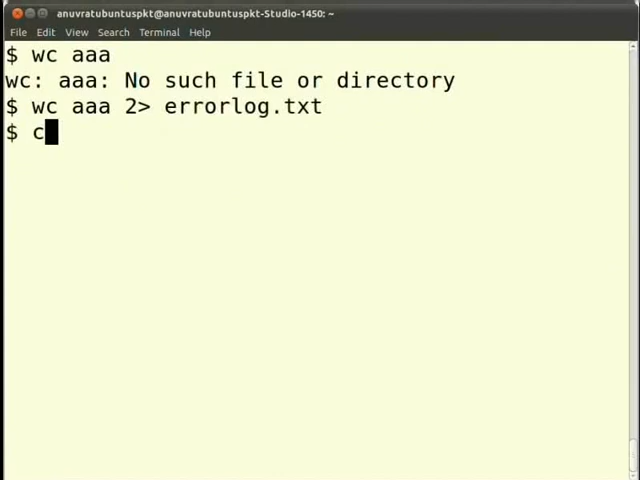 anuvratubuntuspkt@anuvratubuntuspkt-Studio-1450: ~
File Edit View Search Terminal Help
$ wc aaa
wc: aaa: No such file or directory
$ wc aaa 2> errorlog.txt
$ c